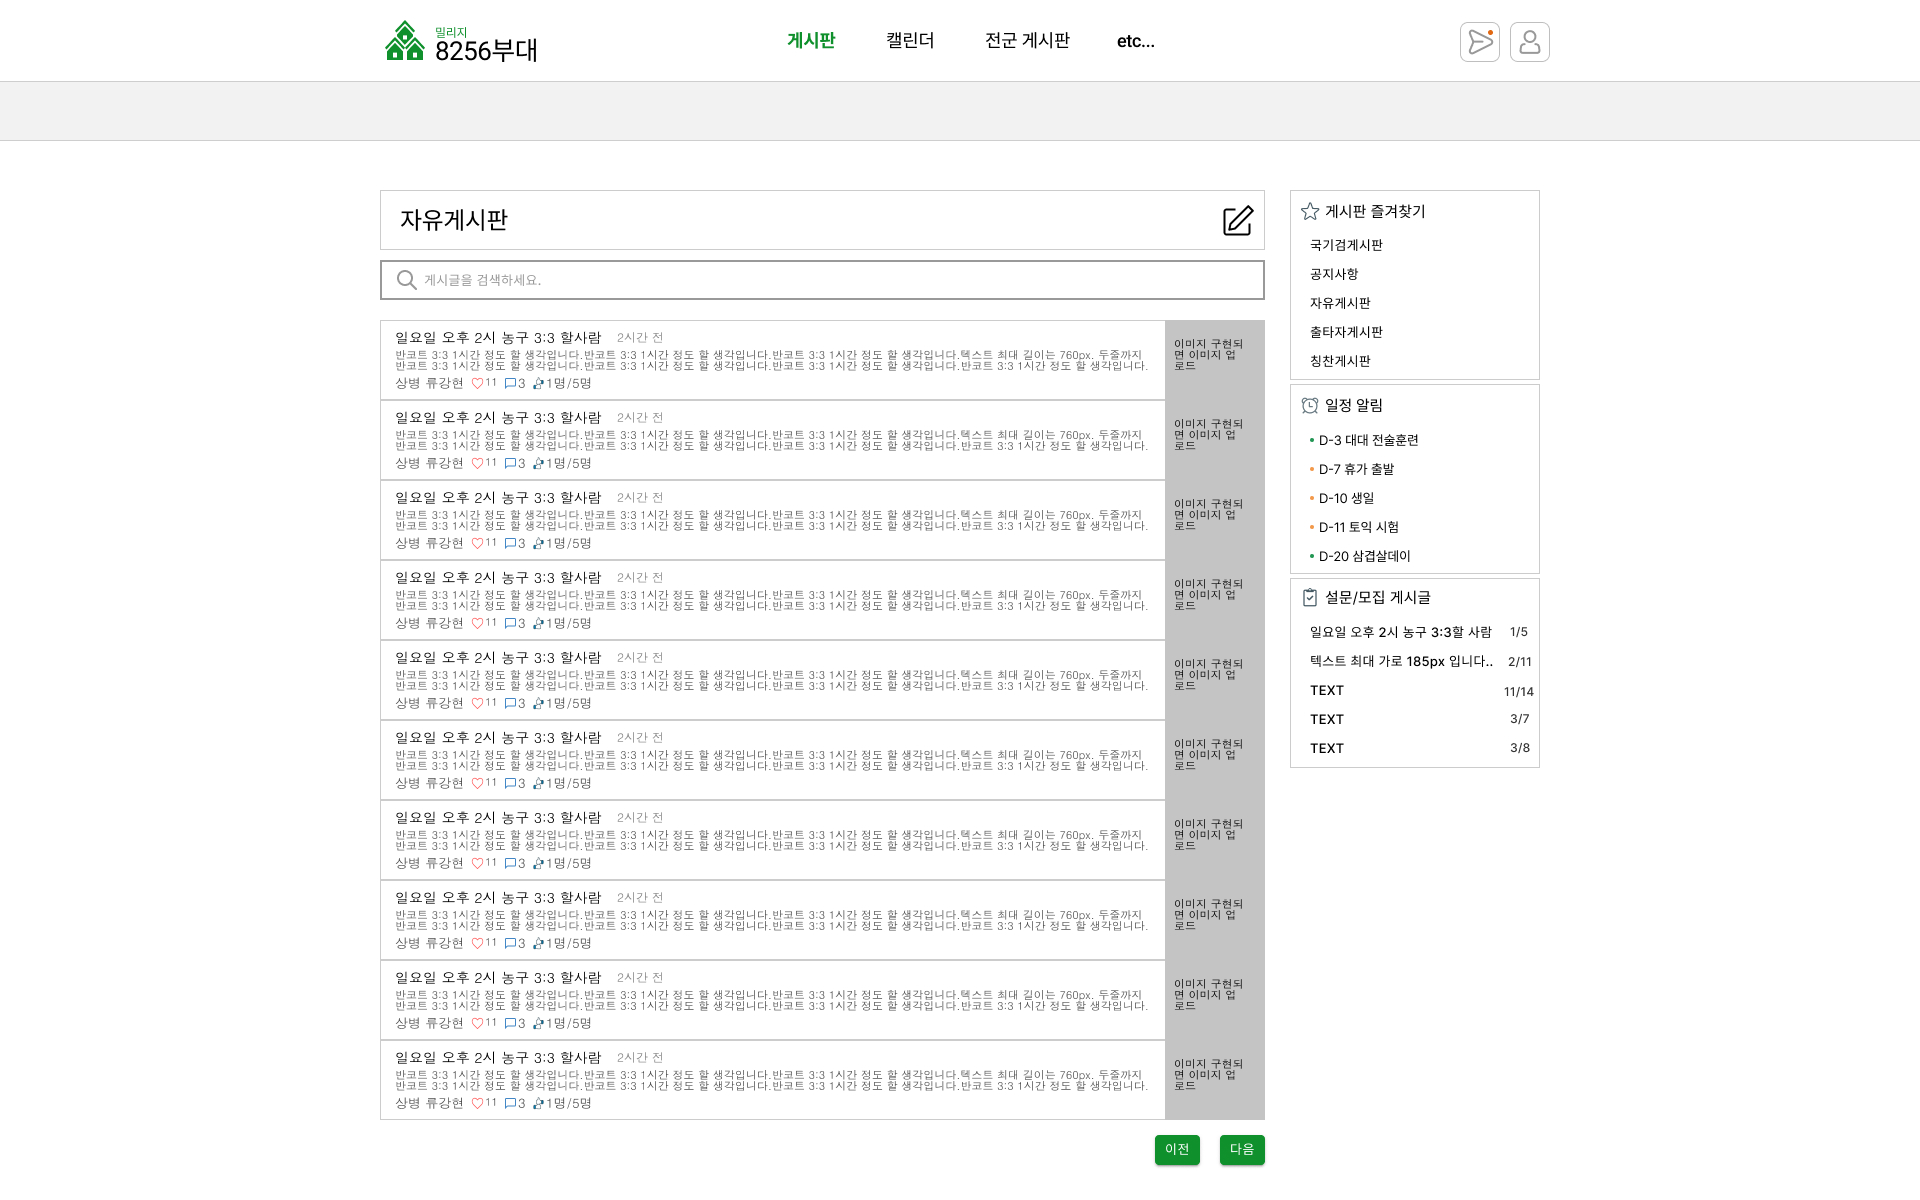 밀리지
8256부대
게시판
캘린더
전군 게시판
etc...
자유게시판
게시글을 검색하세요.
일요일 오후 2시 농구 3:3 할사람 2시간 전
반코트 3:3 1시간 정도 할 생각입니다.반코트 3:3 1시간 정도 할 생각입니다.반코트 3:3 1시간 정도 할 생각입니다.텍스트 최대 길이는 760px. 두줄까지
반코트 3:3 1시간 정도 할 생각입니다.반코트 3:3 1시간 정도 할 생각입니다.반코트 3:3 1시간 정도 할 생각입니다.반코트 3:3 1시간 정도 할 생각입니다.
상병 류강현 11 3 1명/5명
이미지 구현되
면 이미지 업
로드
일요일 오후 2시 농구 3:3 할사람 2시간 전
반코트 3:3 1시간 정도 할 생각입니다.반코트 3:3 1시간 정도 할 생각입니다.반코트 3:3 1시간 정도 할 생각입니다.텍스트 최대 길이는 760px. 두줄까지
반코트 3:3 1시간 정도 할 생각입니다.반코트 3:3 1시간 정도 할 생각입니다.반코트 3:3 1시간 정도 할 생각입니다.반코트 3:3 1시간 정도 할 생각입니다.
상병 류강현 11 3 1명/5명
이미지 구현되
면 이미지 업
로드
일요일 오후 2시 농구 3:3 할사람 2시간 전
반코트 3:3 1시간 정도 할 생각입니다.반코트 3:3 1시간 정도 할 생각입니다.반코트 3:3 1시간 정도 할 생각입니다.텍스트 최대 길이는 760px. 두줄까지
반코트 3:3 1시간 정도 할 생각입니다.반코트 3:3 1시간 정도 할 생각입니다.반코트 3:3 1시간 정도 할 생각입니다.반코트 3:3 1시간 정도 할 생각입니다.
상병 류강현 11 3 1명/5명
이미지 구현되
면 이미지 업
로드
일요일 오후 2시 농구 3:3 할사람 2시간 전
반코트 3:3 1시간 정도 할 생각입니다.반코트 3:3 1시간 정도 할 생각입니다.반코트 3:3 1시간 정도 할 생각입니다.텍스트 최대 길이는 760px. 두줄까지
반코트 3:3 1시간 정도 할 생각입니다.반코트 3:3 1시간 정도 할 생각입니다.반코트 3:3 1시간 정도 할 생각입니다.반코트 3:3 1시간 정도 할 생각입니다.
상병 류강현 11 3 1명/5명
이미지 구현되
면 이미지 업
로드
일요일 오후 2시 농구 3:3 할사람 2시간 전
반코트 3:3 1시간 정도 할 생각입니다.반코트 3:3 1시간 정도 할 생각입니다.반코트 3:3 1시간 정도 할 생각입니다.텍스트 최대 길이는 760px. 두줄까지
반코트 3:3 1시간 정도 할 생각입니다.반코트 3:3 1시간 정도 할 생각입니다.반코트 3:3 1시간 정도 할 생각입니다.반코트 3:3 1시간 정도 할 생각입니다.
상병 류강현 11 3 1명/5명
이미지 구현되
면 이미지 업
로드
일요일 오후 2시 농구 3:3 할사람 2시간 전
반코트 3:3 1시간 정도 할 생각입니다.반코트 3:3 1시간 정도 할 생각입니다.반코트 3:3 1시간 정도 할 생각입니다.텍스트 최대 길이는 760px. 두줄까지
반코트 3:3 1시간 정도 할 생각입니다.반코트 3:3 1시간 정도 할 생각입니다.반코트 3:3 1시간 정도 할 생각입니다.반코트 3:3 1시간 정도 할 생각입니다.
상병 류강현 11 3 1명/5명
이미지 구현되
면 이미지 업
로드
일요일 오후 2시 농구 3:3 할사람 2시간 전
반코트 3:3 1시간 정도 할 생각입니다.반코트 3:3 1시간 정도 할 생각입니다.반코트 3:3 1시간 정도 할 생각입니다.텍스트 최대 길이는 760px. 두줄까지
반코트 3:3 1시간 정도 할 생각입니다.반코트 3:3 1시간 정도 할 생각입니다.반코트 3:3 1시간 정도 할 생각입니다.반코트 3:3 1시간 정도 할 생각입니다.
상병 류강현 11 3 1명/5명
이미지 구현되
면 이미지 업
로드
일요일 오후 2시 농구 3:3 할사람 2시간 전
반코트 3:3 1시간 정도 할 생각입니다.반코트 3:3 1시간 정도 할 생각입니다.반코트 3:3 1시간 정도 할 생각입니다.텍스트 최대 길이는 760px. 두줄까지
반코트 3:3 1시간 정도 할 생각입니다.반코트 3:3 1시간 정도 할 생각입니다.반코트 3:3 1시간 정도 할 생각입니다.반코트 3:3 1시간 정도 할 생각입니다.
상병 류강현 11 3 1명/5명
이미지 구현되
면 이미지 업
로드
일요일 오후 2시 농구 3:3 할사람 2시간 전
반코트 3:3 1시간 정도 할 생각입니다.반코트 3:3 1시간 정도 할 생각입니다.반코트 3:3 1시간 정도 할 생각입니다.텍스트 최대 길이는 760px. 두줄까지
반코트 3:3 1시간 정도 할 생각입니다.반코트 3:3 1시간 정도 할 생각입니다.반코트 3:3 1시간 정도 할 생각입니다.반코트 3:3 1시간 정도 할 생각입니다.
상병 류강현 11 3 1명/5명
이미지 구현되
면 이미지 업
로드
일요일 오후 2시 농구 3:3 할사람 2시간 전
반코트 3:3 1시간 정도 할 생각입니다.반코트 3:3 1시간 정도 할 생각입니다.반코트 3:3 1시간 정도 할 생각입니다.텍스트 최대 길이는 760px. 두줄까지
반코트 3:3 1시간 정도 할 생각입니다.반코트 3:3 1시간 정도 할 생각입니다.반코트 3:3 1시간 정도 할 생각입니다.반코트 3:3 1시간 정도 할 생각입니다.
상병 류강현 11 3 1명/5명
이미지 구현되
면 이미지 업
로드
이전
다음
게시판 즐겨찾기
국기검게시판
공지사항
자유게시판
출타자게시판
칭찬게시판
일정 알림
D-3 대대 전술훈련
D-7 휴가 출발
D-10 생일
D-11 토익 시험
D-20 삼겹살데이
설문/모집 게시글
일요일 오후 2시 농구 3:3할 사람 1/5
텍스트 최대 가로 185px 입니다.. 2/11
TEXT 11/14
TEXT 3/7
TEXT 3/8